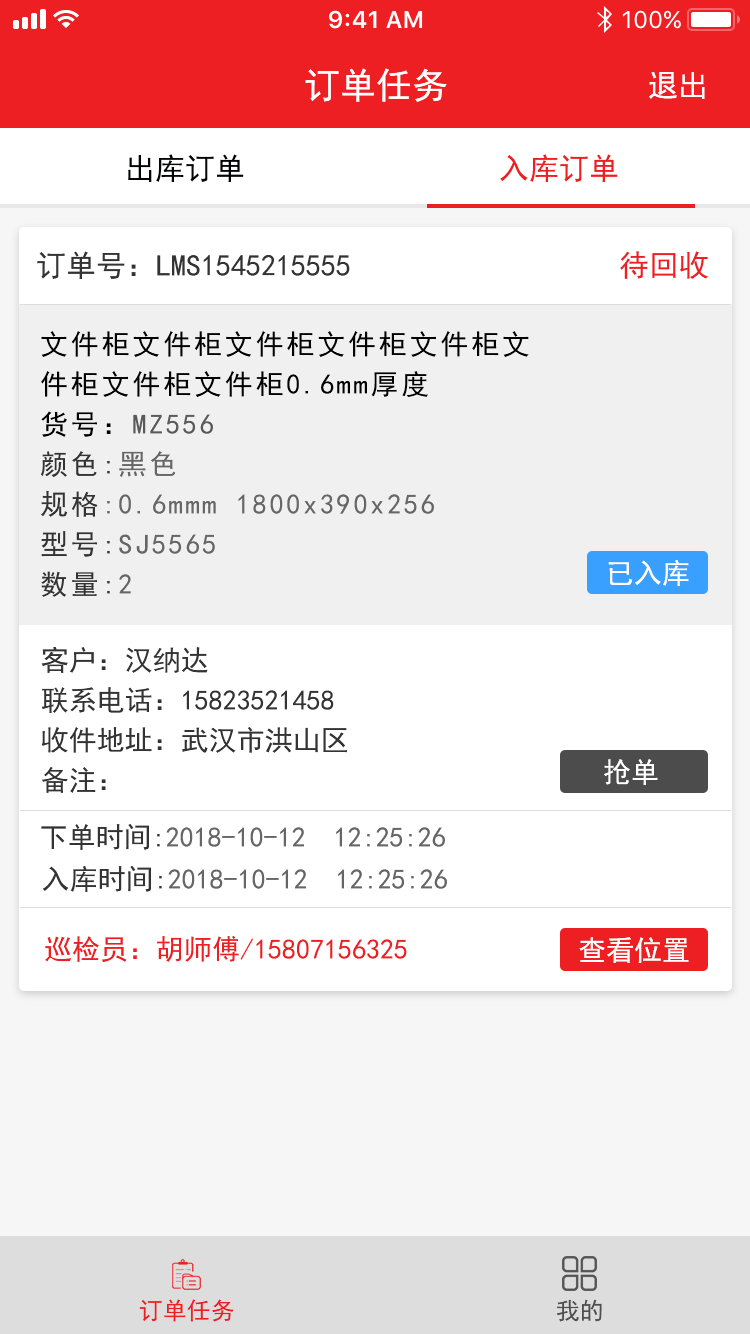 9:41 AM
100%
订单任务
退出
出库订单
入库订单
订单号：LMS1545215555
待回收
文件柜文件柜文件柜文件柜文件柜文
件柜文件柜文件柜0.6mm厚度
货号：MZ556
颜色:黑色
规格:0.6mmm 1800x390x256
型号:SJ5565
数量:2
已入库
客户：汉纳达
联系电话：15823521458
收件地址：武汉市洪山区
备注：
抢单
下单时间:2018-10-12 12:25:26
入库时间:2018-10-12 12:25:26
巡检员：胡师傅/15807156325
查看位置
订单任务
我的